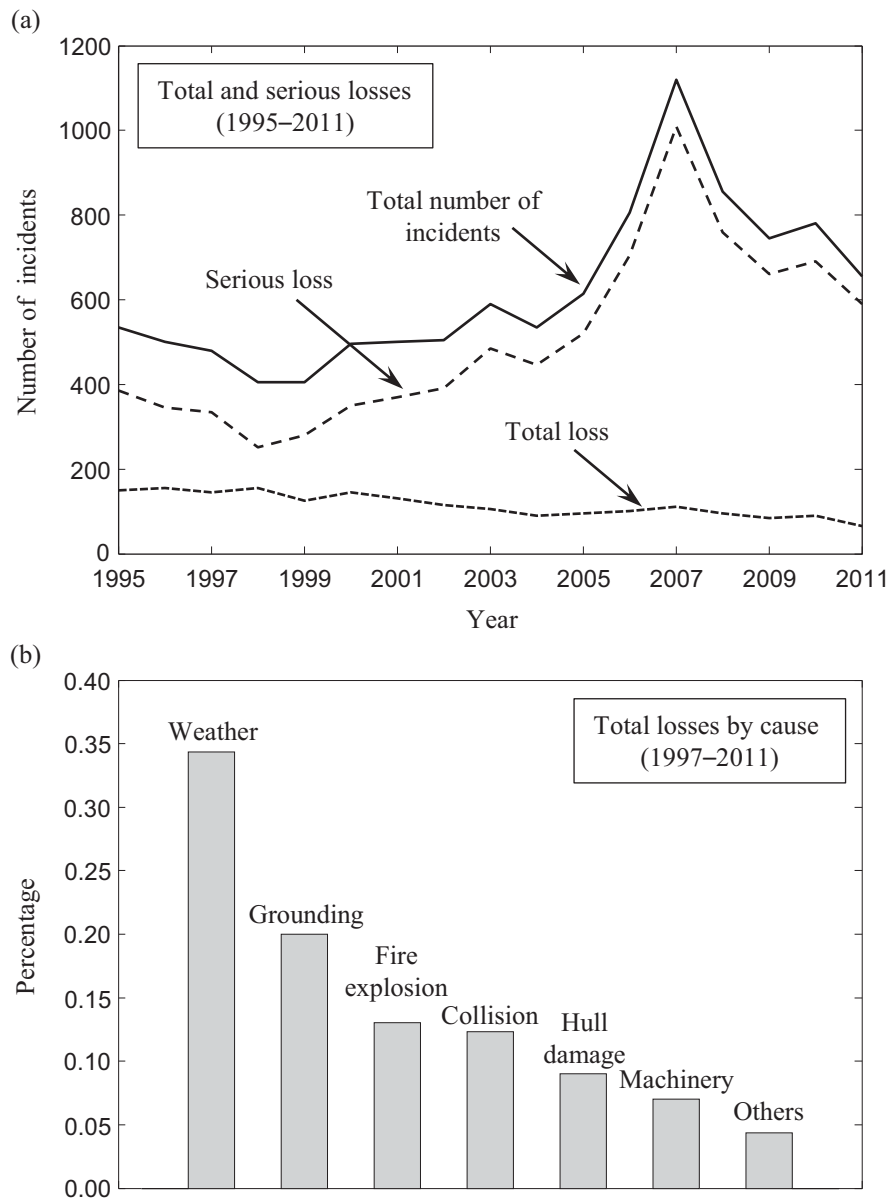 (a)
1200
1000
800
600
400
200
0
Number of incidents
Total and serious losses
(1995–2011)
Total number of
incidents
Serious loss
Total loss
1995 1997 1999 2001 2003 2005 2007 2009 2011
Year
(b)
0.40
0.35
0.30
0.25
0.20
0.15
0.10
0.05
0.00
Percentage
Total losses by cause
(1997–2011)
Weather
Grounding
Fire
explosion
Collision
Hull
damage
Machinery
Others